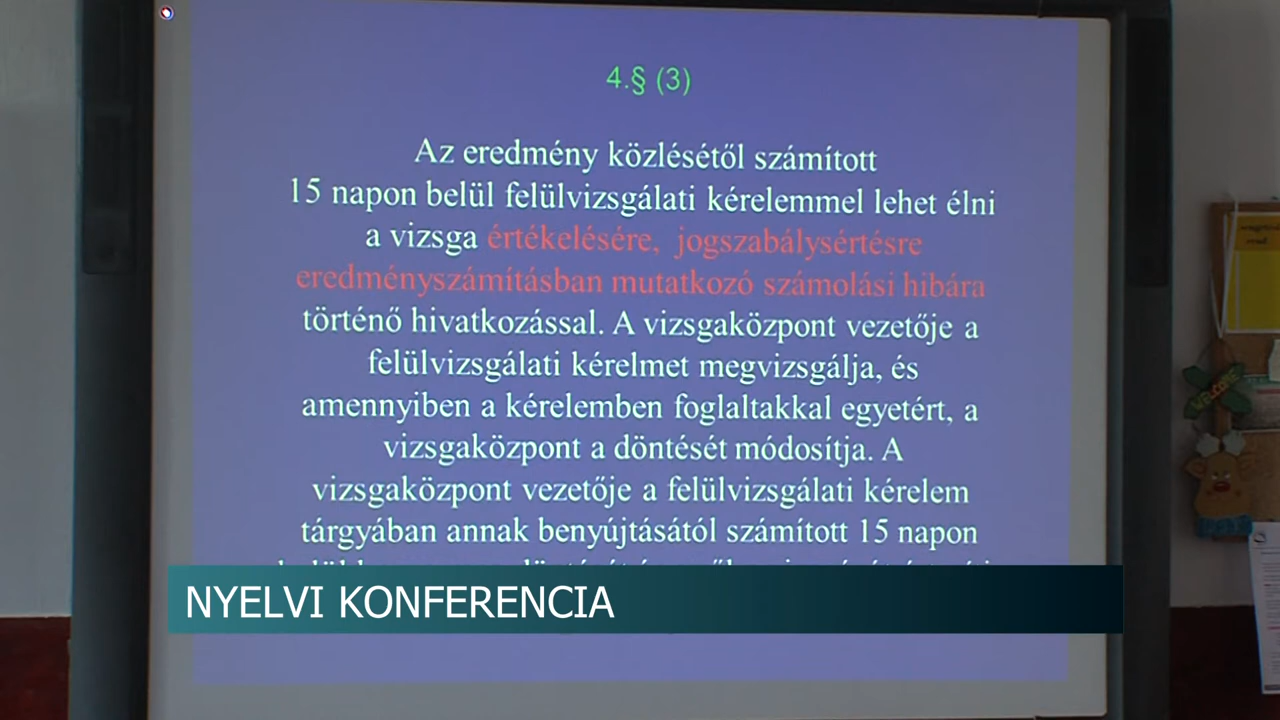 4.§ (3)
Az eredmény közlésétől számított
15 napon belül felülvizsgálati kérelemmel lehet élni
a vizsga értékelésére, jogszabálysértésre
eredményszámításban mutatkozó számolási hibára
történő hivatkozással. A vizsgaközpont vezetője a
felülvizsgálati kérelmet megvizsgálja, és
amennyiben a kérelemben foglaltakkal egyetért, a
vizsgaközpont a döntését módosítja. A
vizsgaközpont vezetője a felülvizsgálati kérelem
tárgyában annak benyújtásától számított 15 napon
NYELVI KONFERENCIA
WELCOME